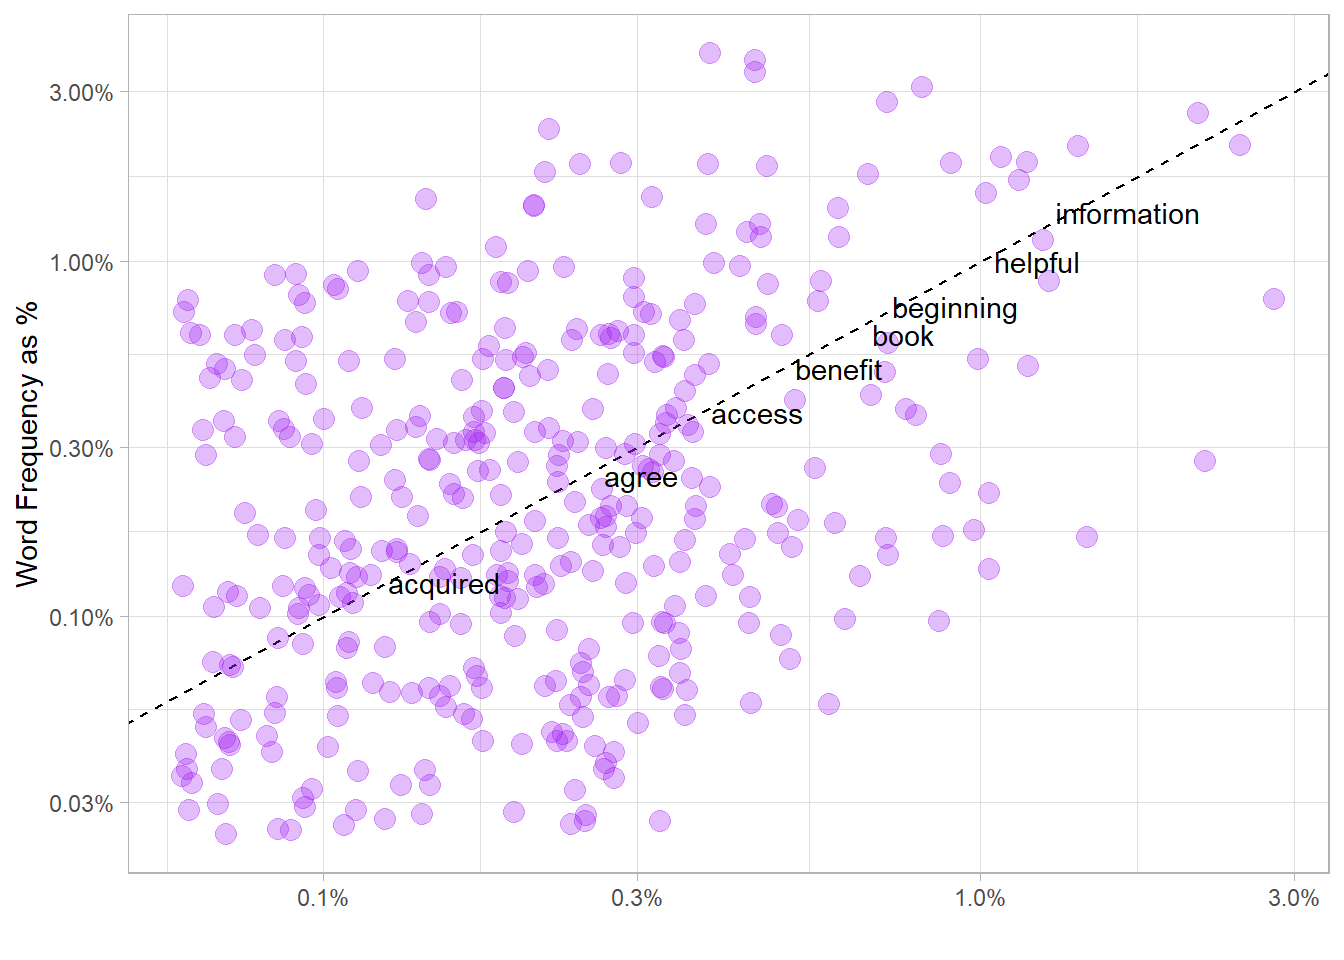 3.00%
information
1.00%
helpful
beginning
book
benefit
access
0.30%
agree
acquired
0.10%
0.03%
Word Frequency as %
0.1%
0.3%
1.0%
3.0%